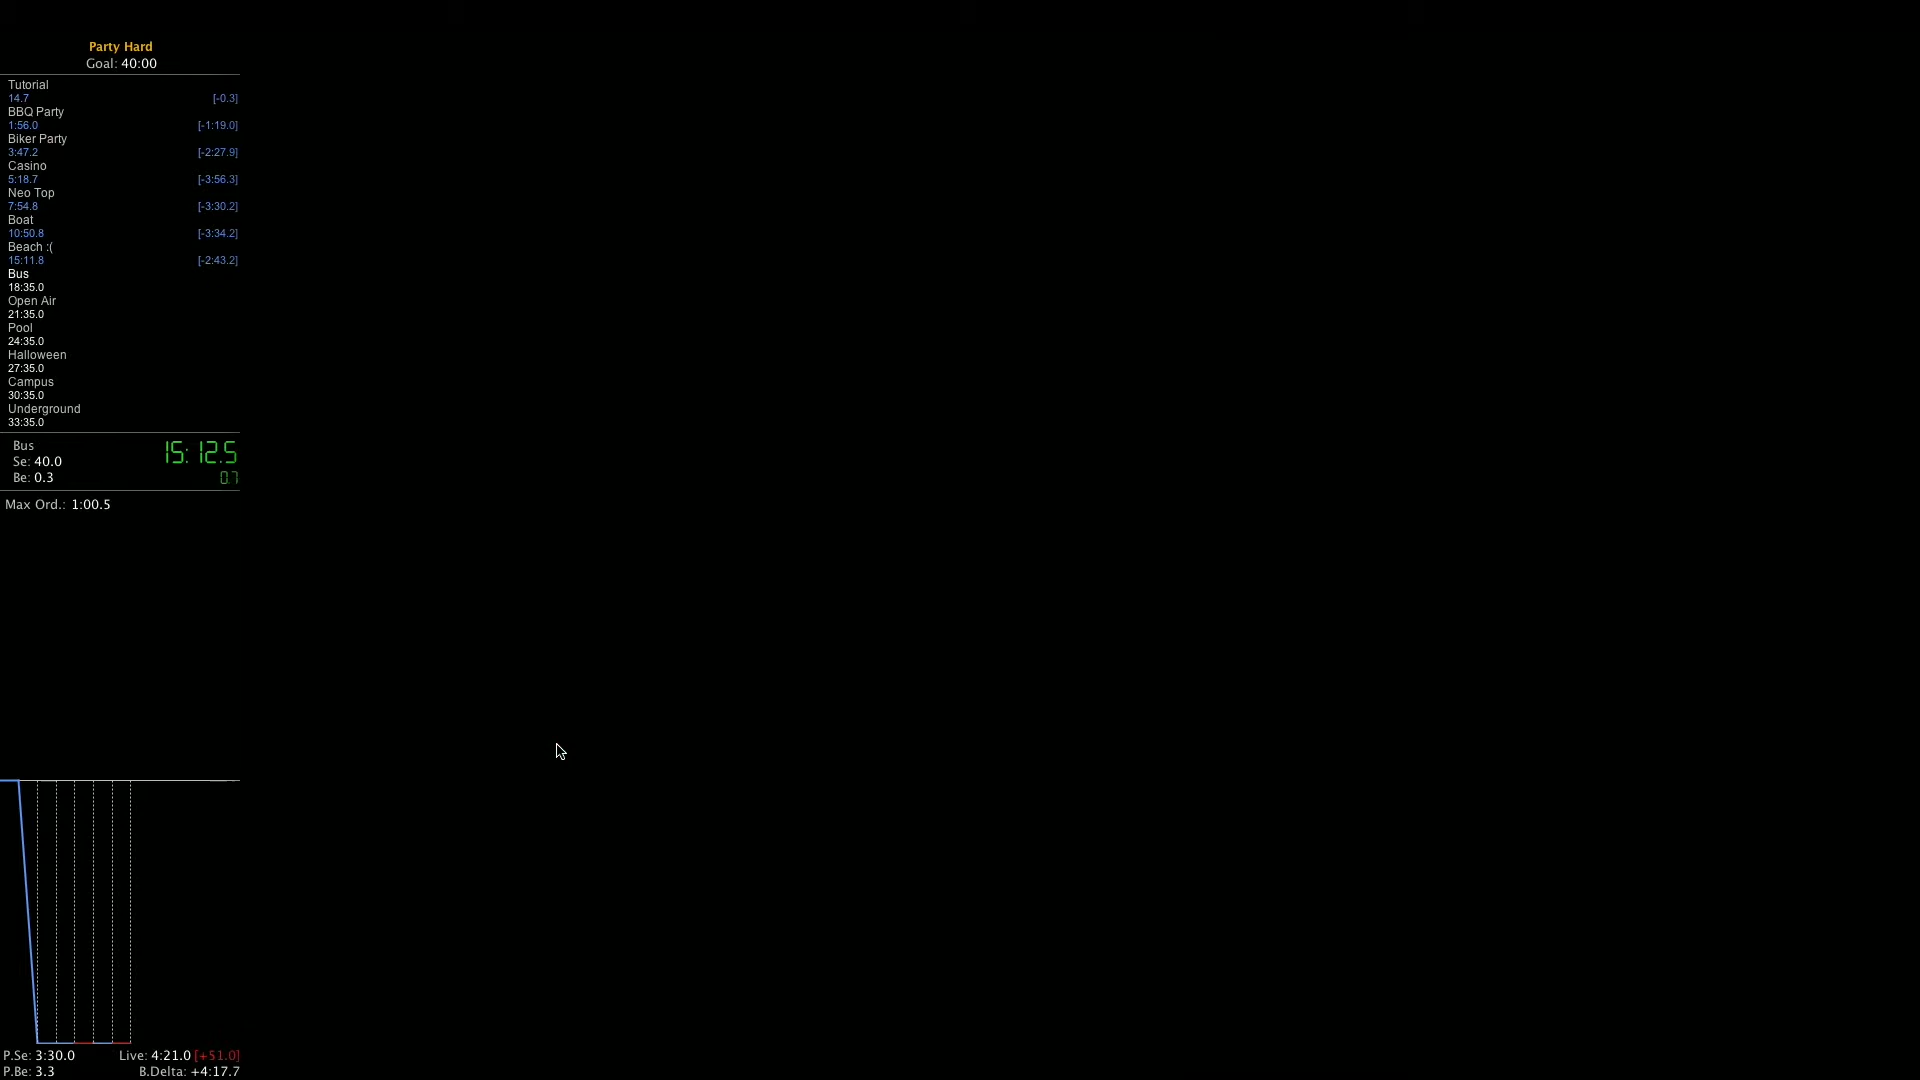 Party Hard
Goal: 40:00
Tutorial
14.7 [-0.3]
BBQ Party
1:56.0 [-1:19.0]
Biker Party
3:47.2 [-2:27.9]
Casino
5:18.7 [-3:56.3]
Neo Top
7:54.8 [-3:30.2]
Boat
10:50.8 [-3:34.2]
Beach :(
15:11.8 [-2:43.2]
Bus
18:35.0
Open Air
21:35.0
Pool
24:35.0
Halloween
27:35.0
Campus
30:35.0
Underground
33:35.0
Bus 15:12.5
Se: 40.0
Be: 0.3 0.7
Max Ord.: 1:00.5
P.Se: 3:30.0 Live: 4:21.0 [+51.0]
P.Be: 3.3 B.Delta: +4:17.7